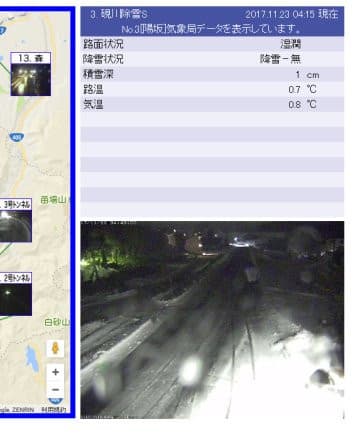 3. 現川除雪S 2017.11.23 04:15 現在
No.3[陽坂]気象局データを表示しています。
路面状況 湿潤
降雪状況 降雪－無
積雪深 1 cm
路温 0.7 ℃
気温 0.8 ℃
13. 森
406
3号トンネル
苗場山
2号トンネル
白砂山
+
−
ZENRIN 利用規約